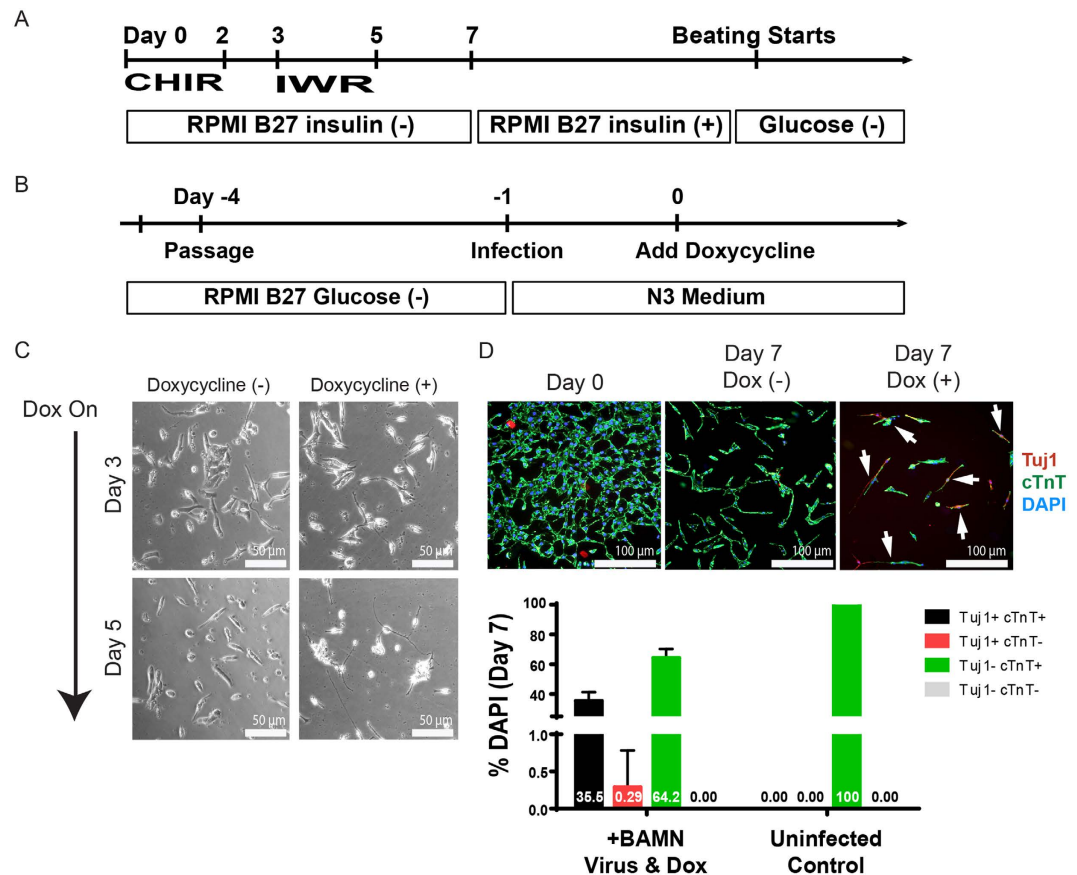 A
Day 0 2 3 5 7 Beating Starts
CHIR IWR
RPMI B27 insulin (-) RPMI B27 insulin (+) Glucose (-)
B
Day -4 -1 0
Passage Infection Add Doxycycline
RPMI B27 Glucose (-) N3 Medium
C
Doxycycline (-) Doxycycline (+)
Dox On
Day 3
50 µm 50 µm
Day 5
50 µm 50 µm
D
Day 0
Day 7
Dox (-)
Day 7
Dox (+)
Tuj1
cTnT
DAPI
100 µm 100 µm 100 µm
% DAPI (Day 7)
100
80
60
40
1.0
0.5
0.0
35.5 0.29 64.2 0.00 0.00 0.00 100 0.00
+BAMN
Virus & Dox
Uninfected
Control
Tuj1+ cTnT+
Tuj1+ cTnT-
Tuj1- cTnT+
Tuj1- cTnT-